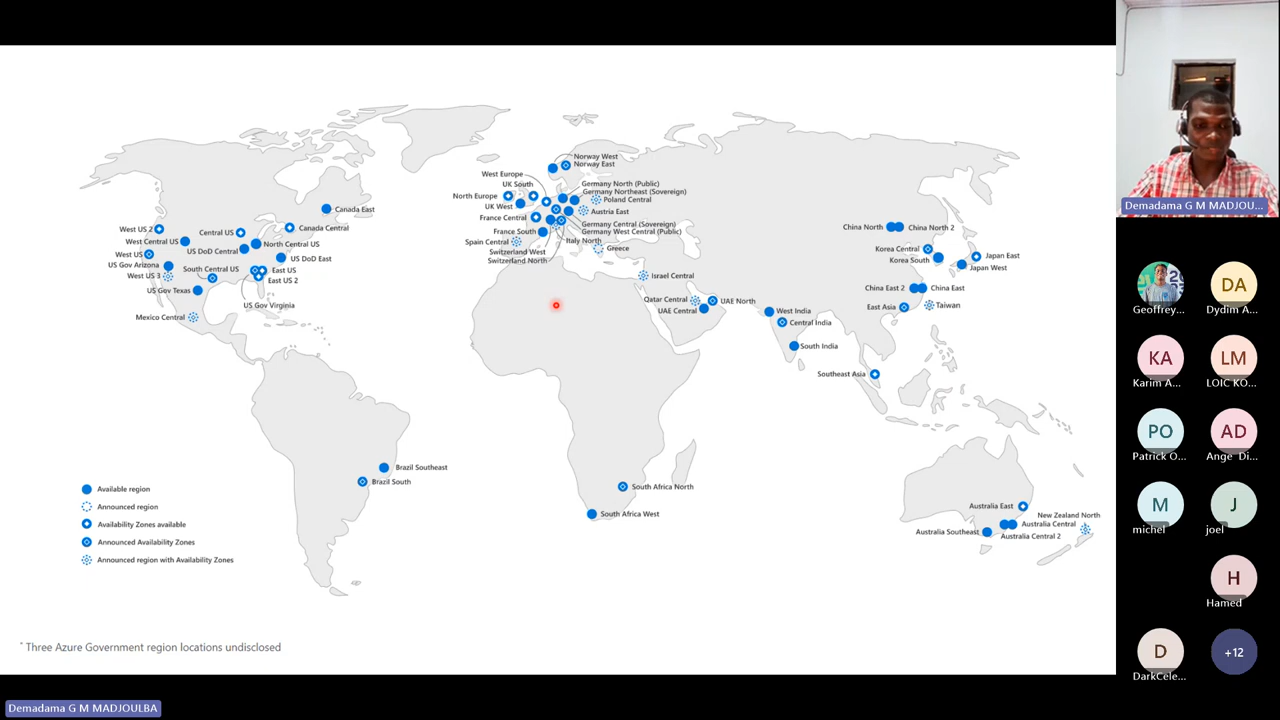 Norway West
Norway East
West Europe
UK South
North Europe
UK West
France Central
France South
Spain Central
Switzerland West
Switzerland North
Germany North (Public)
Germany Northeast (Sovereign)
Poland Central
Austria East
Germany Central (Sovereign)
Germany West Central (Public)
Italy North
Greece
Canada East
Canada Central
West US 2
Central US
West Central US
North Central US
US DoD Central
West US
US DoD East
US Gov Arizona
South Central US
East US
West US 3
East US 2
US Gov Texas
US Gov Virginia
Mexico Central
Israel Central
Qatar Central
UAE North
UAE Central
West India
Central India
South India
China North
China North 2
Korea Central
Korea South
Japan East
Japan West
China East 2
China East
East Asia
Taiwan
Southeast Asia
Brazil Southeast
Brazil South
South Africa North
South Africa West
Australia East
New Zealand North
Australia Central
Australia Southeast
Australia Central 2
Available region
Announced region
Availability Zones available
Announced Availability Zones
Announced region with Availability Zones
* Three Azure Government region locations undisclosed
Demadama G M MADJOULBA
Demadama G M MADJOU...
Geoffrey...
DA
Dydim A...
KA
Karim A...
LM
LOIC KO...
PO
Patrick O...
AD
Ange Di...
M
michel
J
joel
H
Hamed
D
DarkCele...
+12